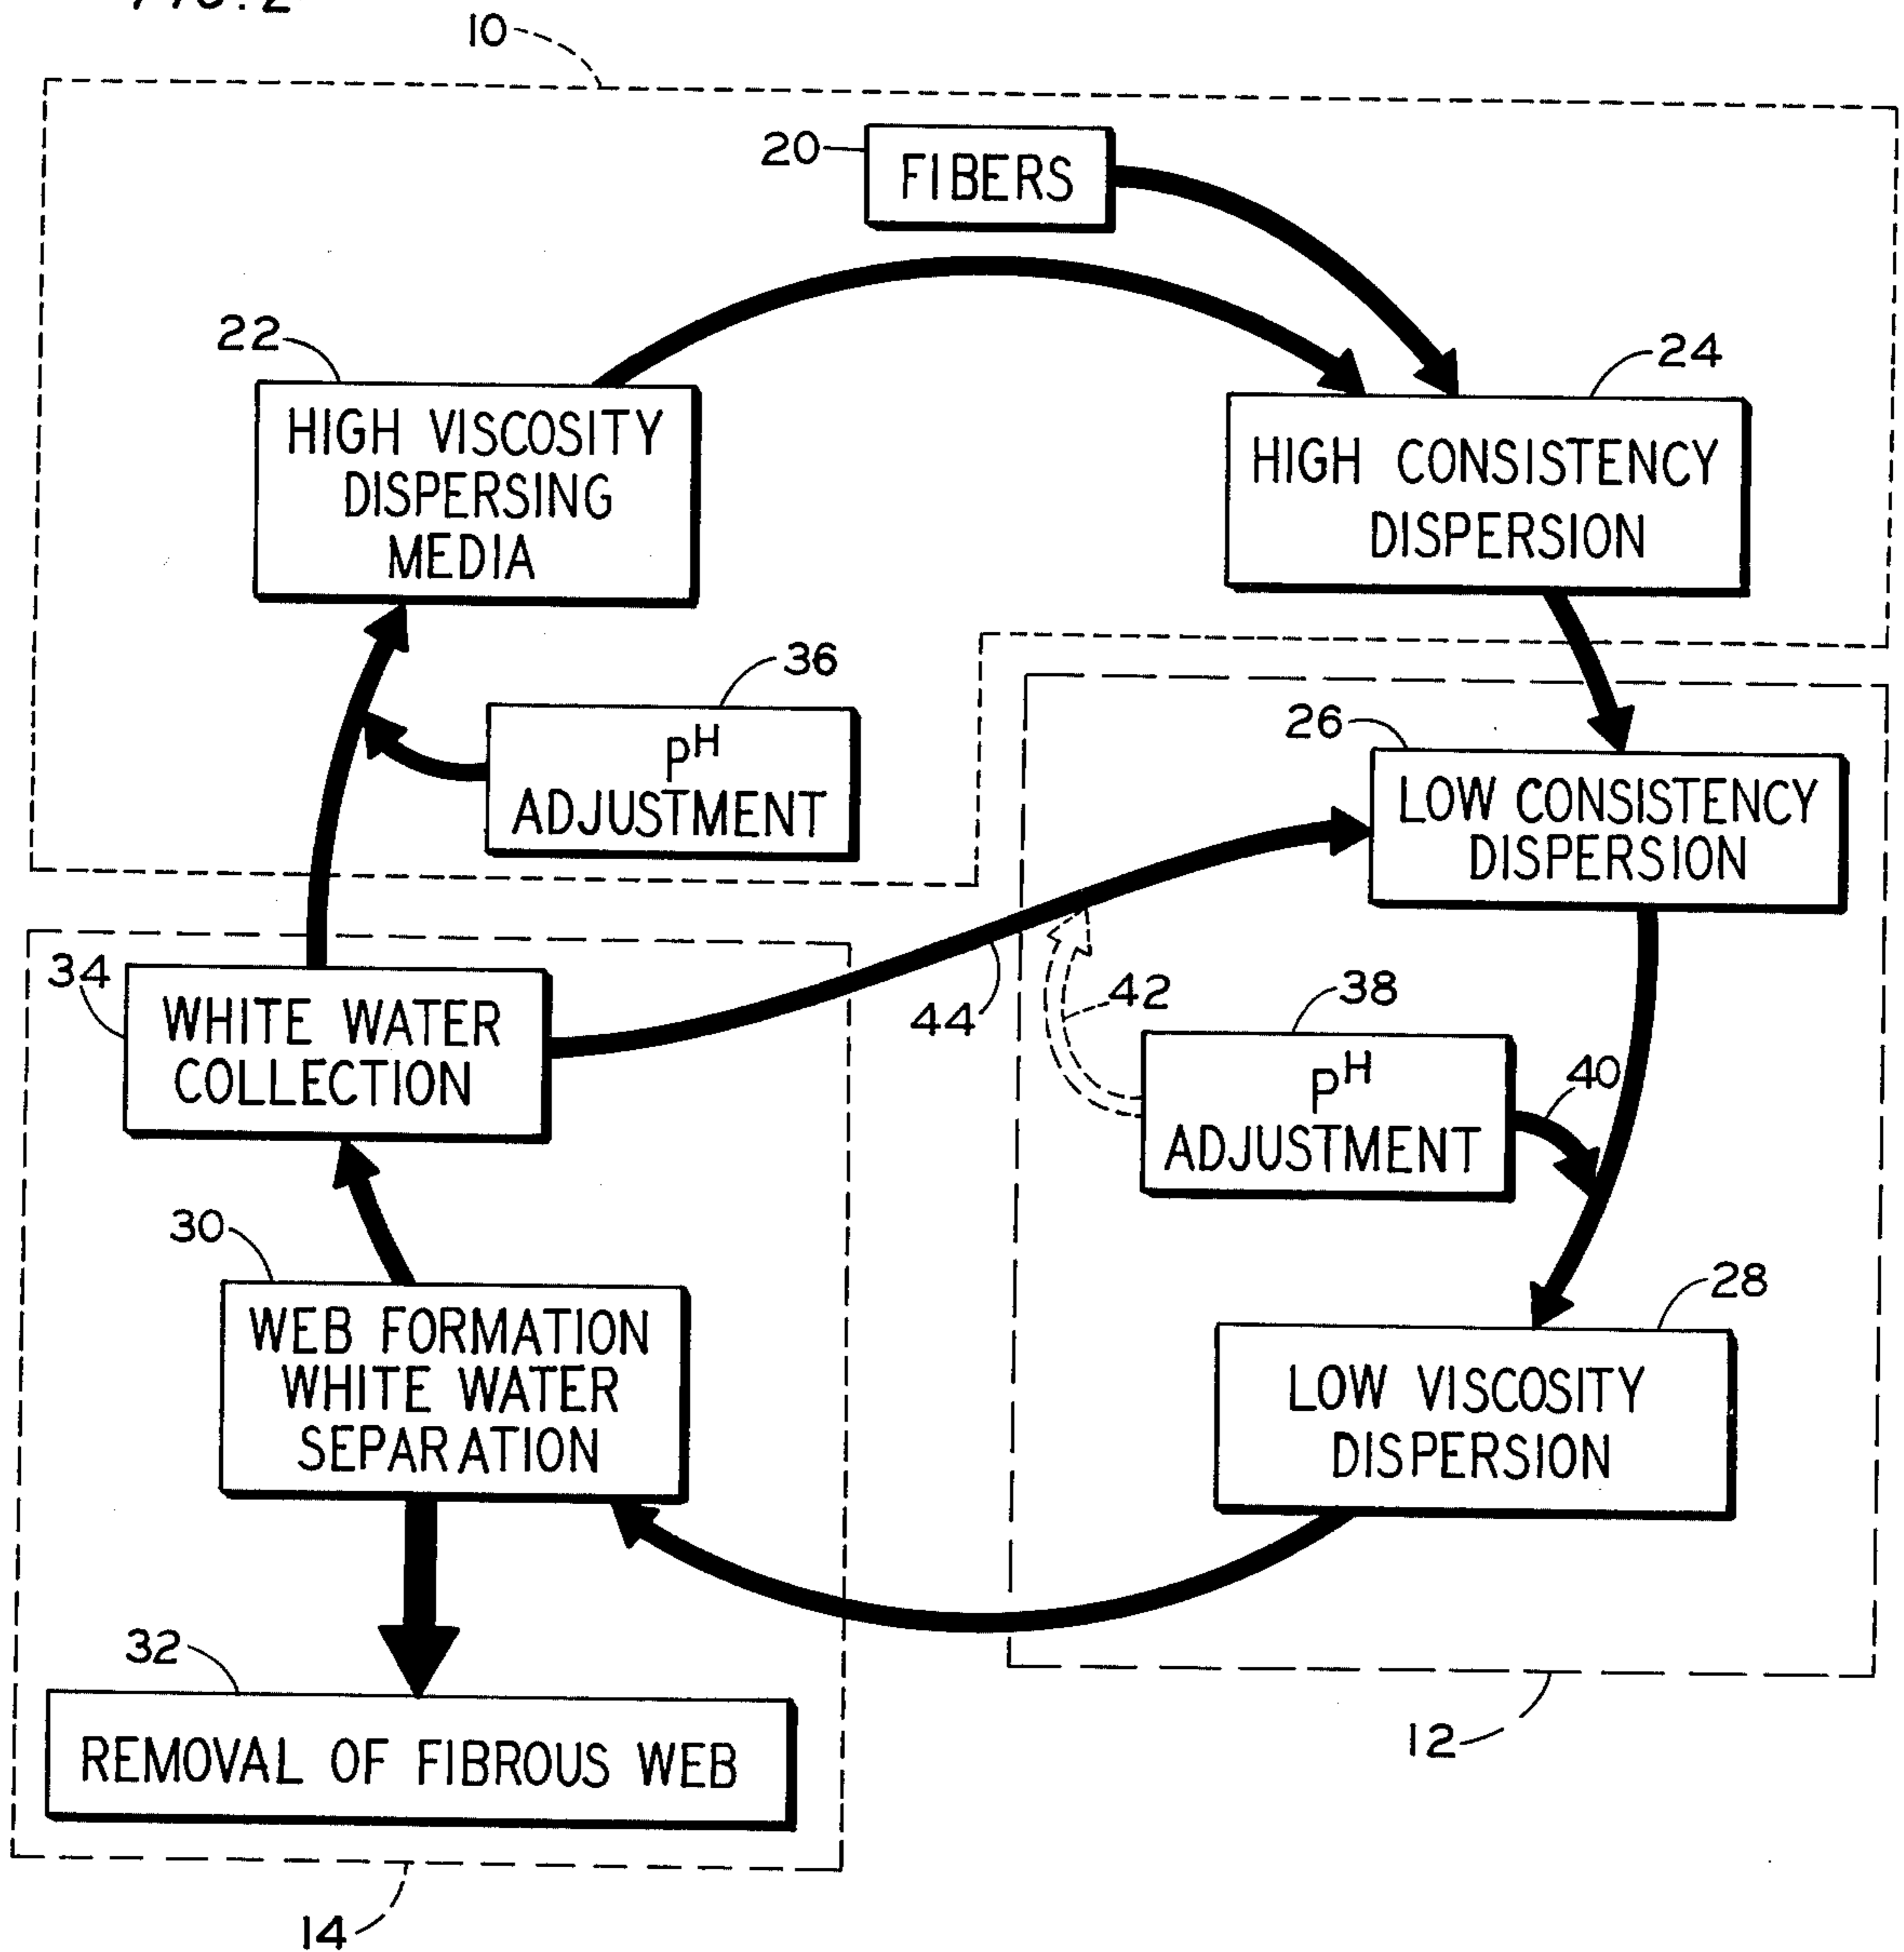 FIG. 2
10
20
FIBERS
22
HIGH VISCOSITY
DISPERSING
MEDIA
24
HIGH CONSISTENCY
DISPERSION
36
pH
ADJUSTMENT
26
LOW CONSISTENCY
DISPERSION
34
WHITE WATER
COLLECTION
44
42
38
pH
ADJUSTMENT
40
30
WEB FORMATION
WHITE WATER
SEPARATION
28
LOW VISCOSITY
DISPERSION
32
REMOVAL OF FIBROUS WEB
12
14